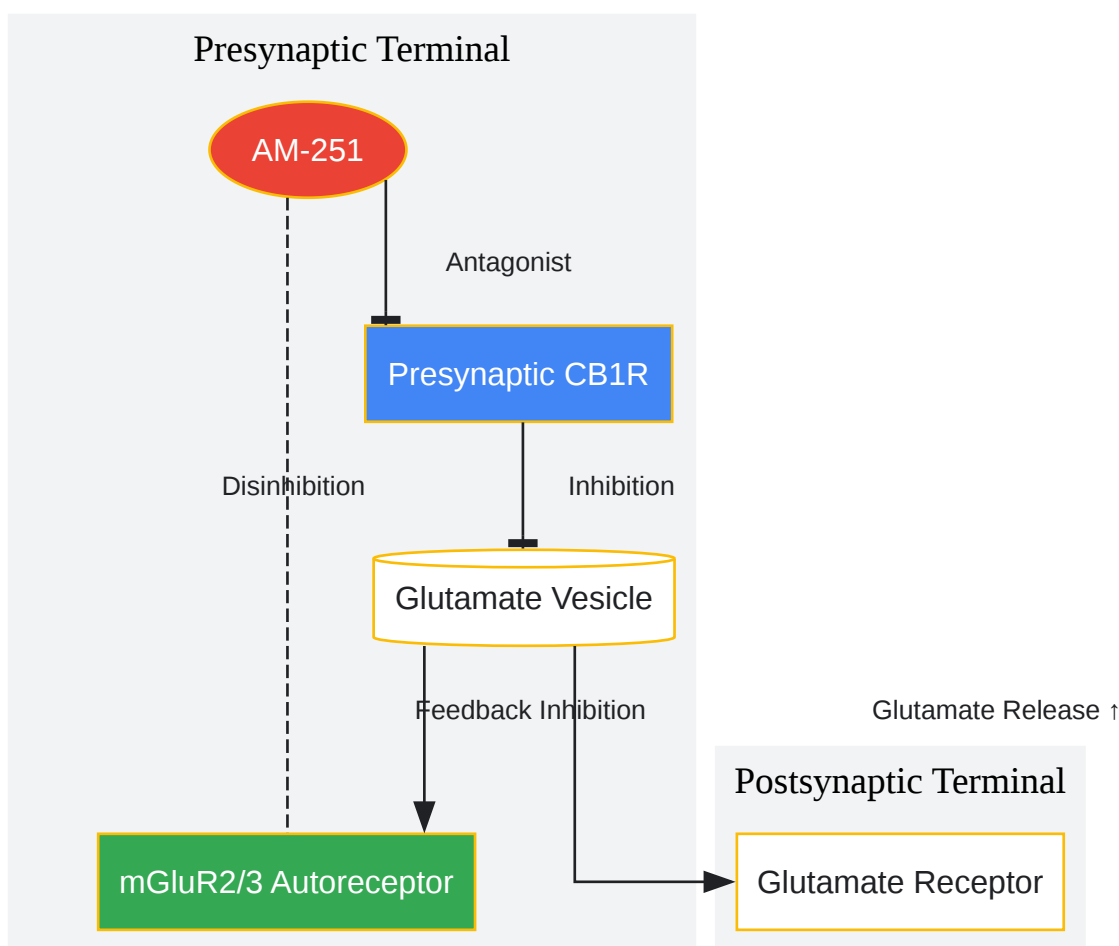 Presynaptic Terminal
AM-251
Antagonist
Presynaptic CB1R
Disinhibition
Inhibition
Glutamate Vesicle
Feedback Inhibition
Glutamate Release ↑
Postsynaptic Terminal
mGluR2/3 Autoreceptor
Glutamate Receptor